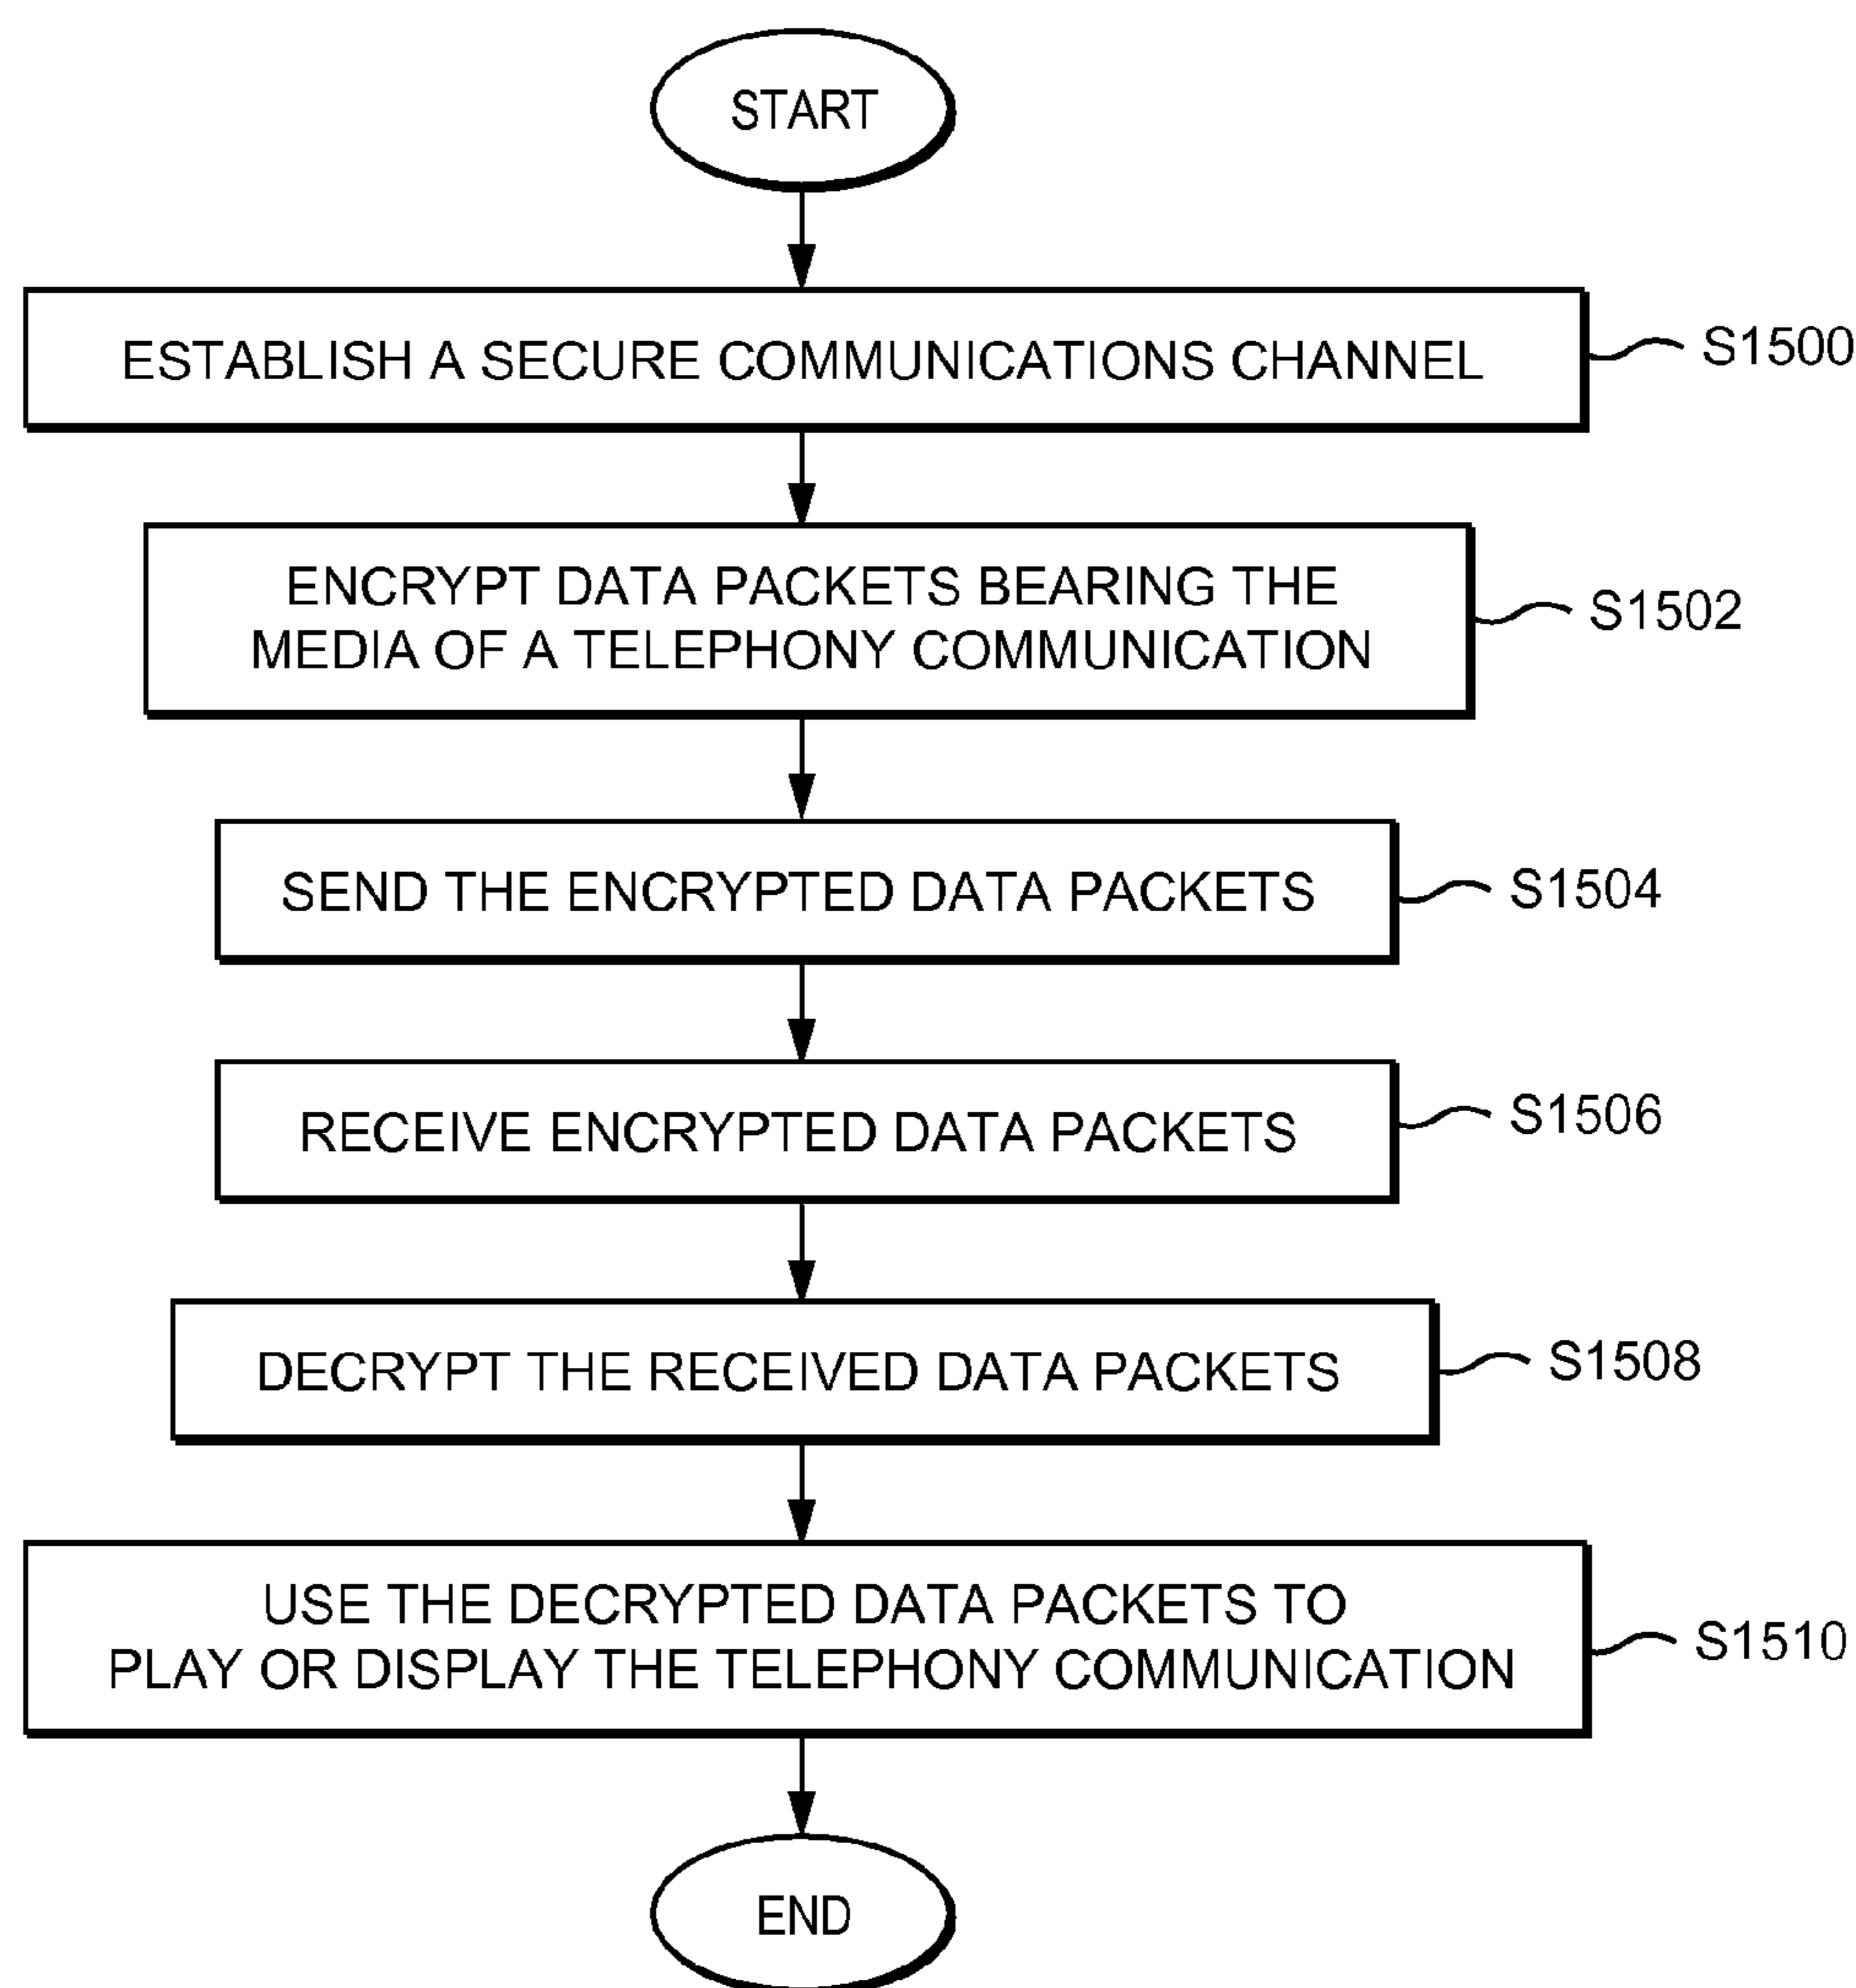 START
ESTABLISH A SECURE COMMUNICATIONS CHANNEL
S1500
ENCRYPT DATA PACKETS BEARING THE
MEDIA OF A TELEPHONY COMMUNICATION
S1502
SEND THE ENCRYPTED DATA PACKETS
S1504
RECEIVE ENCRYPTED DATA PACKETS
S1506
DECRYPT THE RECEIVED DATA PACKETS
S1508
USE THE DECRYPTED DATA PACKETS TO
PLAY OR DISPLAY THE TELEPHONY COMMUNICATION
S1510
END